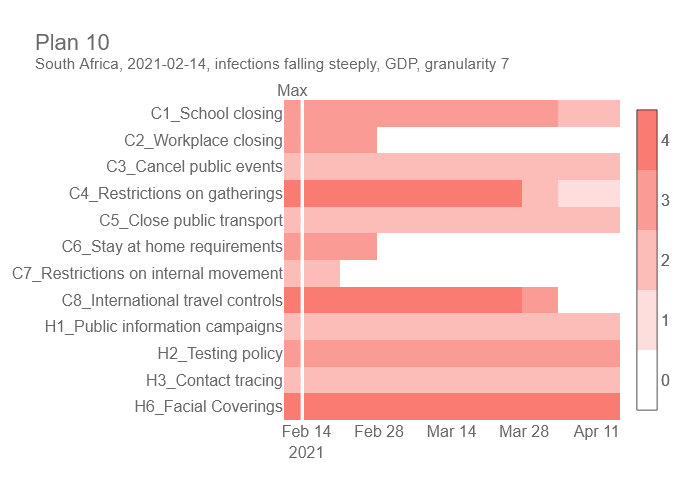 Plan 10
South Africa, 2021-02-14, infections falling steeply, GDP, granularity 7
Max
C1_School closing
C2_Workplace closing
C3_Cancel public events
C4_Restrictions on gatherings
C5_Close public transport
C6_Stay at home requirements
C7_Restrictions on internal movement
C8_International travel controls
H1_Public information campaigns
H2_Testing policy
H3_Contact tracing
H6_Facial Coverings
Feb 14 Feb 28 Mar 14 Mar 28 Apr 11
2021
4
3
2
1
0